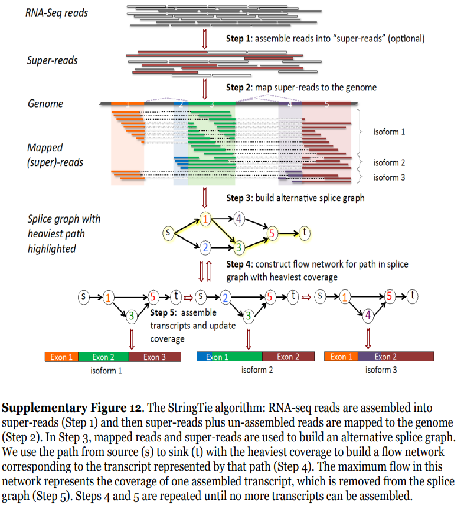 RNA-Seq reads
Step 1: assemble reads into "super-reads" (optional)
Super-reads
Step 2: map super-reads to the genome
Genome
1 2 3 4 5
isoform 1
Mapped
(super)-reads
isoform 2
isoform 3
Step 3: build alternative splice graph
Splice graph with
heaviest path
highlighted
s 1 4 5 t
2 3
Step 4: construct flow network for path in splice
graph with heaviest coverage
s 1 5 t s 2 5 t s 1 5 t
3 3 4
Step 5: assemble
transcripts and update
coverage
Exon 1 Exon 2 Exon 3 Exon 1 Exon 2 Exon 1 Exon 2
isoform 1 isoform 2 isoform 3
Supplementary Figure 12. The StringTie algorithm: RNA-seq reads are assembled into
super-reads (Step 1) and then super-reads plus un-assembled reads are mapped to the genome
(Step 2). In Step 3, mapped reads and super-reads are used to build an alternative splice graph.
We use the path from source (s) to sink (t) with the heaviest coverage to build a flow network
corresponding to the transcript represented by that path (Step 4). The maximum flow in this
network represents the coverage of one assembled transcript, which is removed from the splice
graph (Step 5). Steps 4 and 5 are repeated until no more transcripts can be assembled.